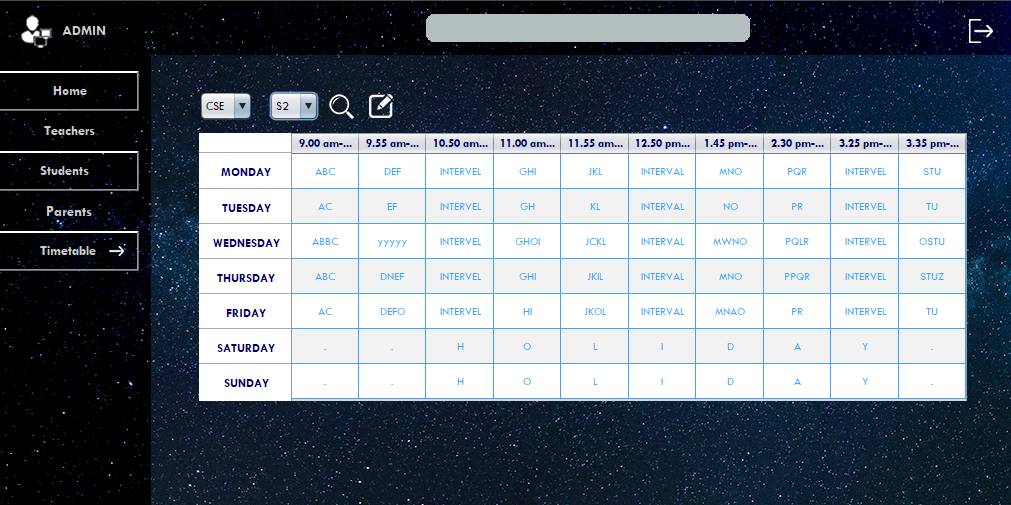 ADMIN
Home
Teachers
Students
Parents
Timetable
CSE S2
9.00 am-... 9.55 am-... 10.50 am... 11.00 am... 11.55 am... 12.50 pm... 1.45 pm-... 2.30 pm-... 3.25 pm-... 3.35 pm-...
MONDAY ABC DEF INTERVEL GHI JKL INTERVAL MNO PQR INTERVEL STU
TUESDAY AC EF INTERVEL GH KL INTERVAL NO PR INTERVEL TU
WEDNESDAY ABBC yyyyy INTERVEL GHOI JCKL INTERVAL MWNO PQLR INTERVEL OSTU
THURSDAY ABC DNEF INTERVEL GHI JKIL INTERVAL MNO PPQR INTERVEL STUZ
FRIDAY AC DEFO INTERVEL HI JKOL INTERVAL MNAO PR INTERVEL TU
SATURDAY . . H O L I D A Y .
SUNDAY . . H O L I D A Y .